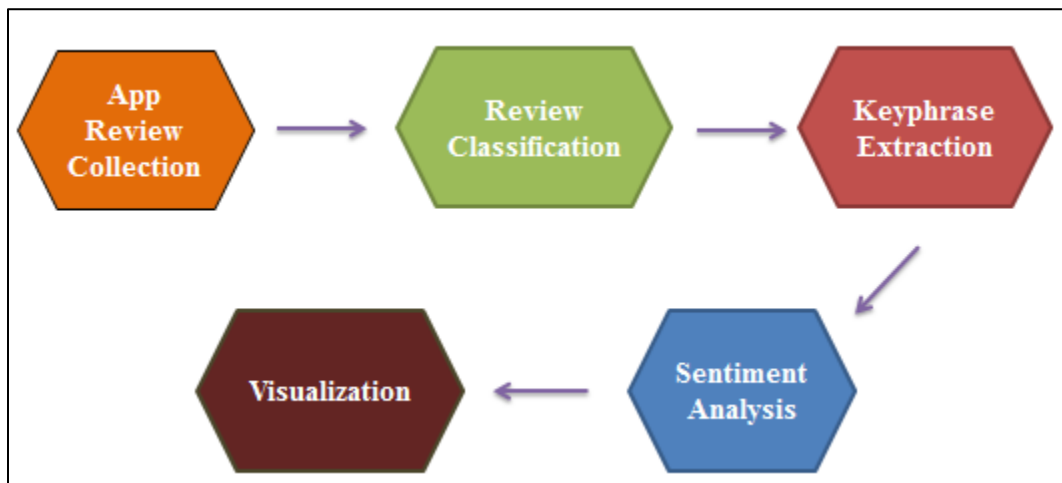 App
Review
Collection
Review
Classification
Keyphrase
Extraction
Sentiment
Analysis
Visualization